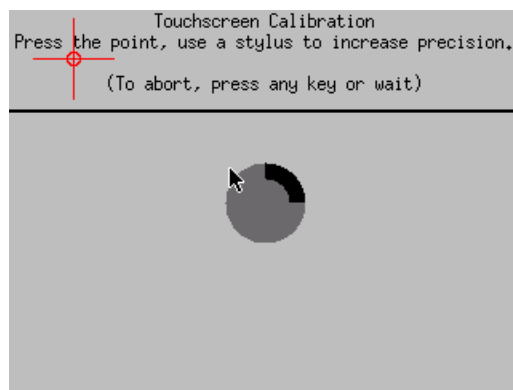 Touchscreen Calibration
Press the point, use a stylus to increase precision.
(To abort, press any key or wait)